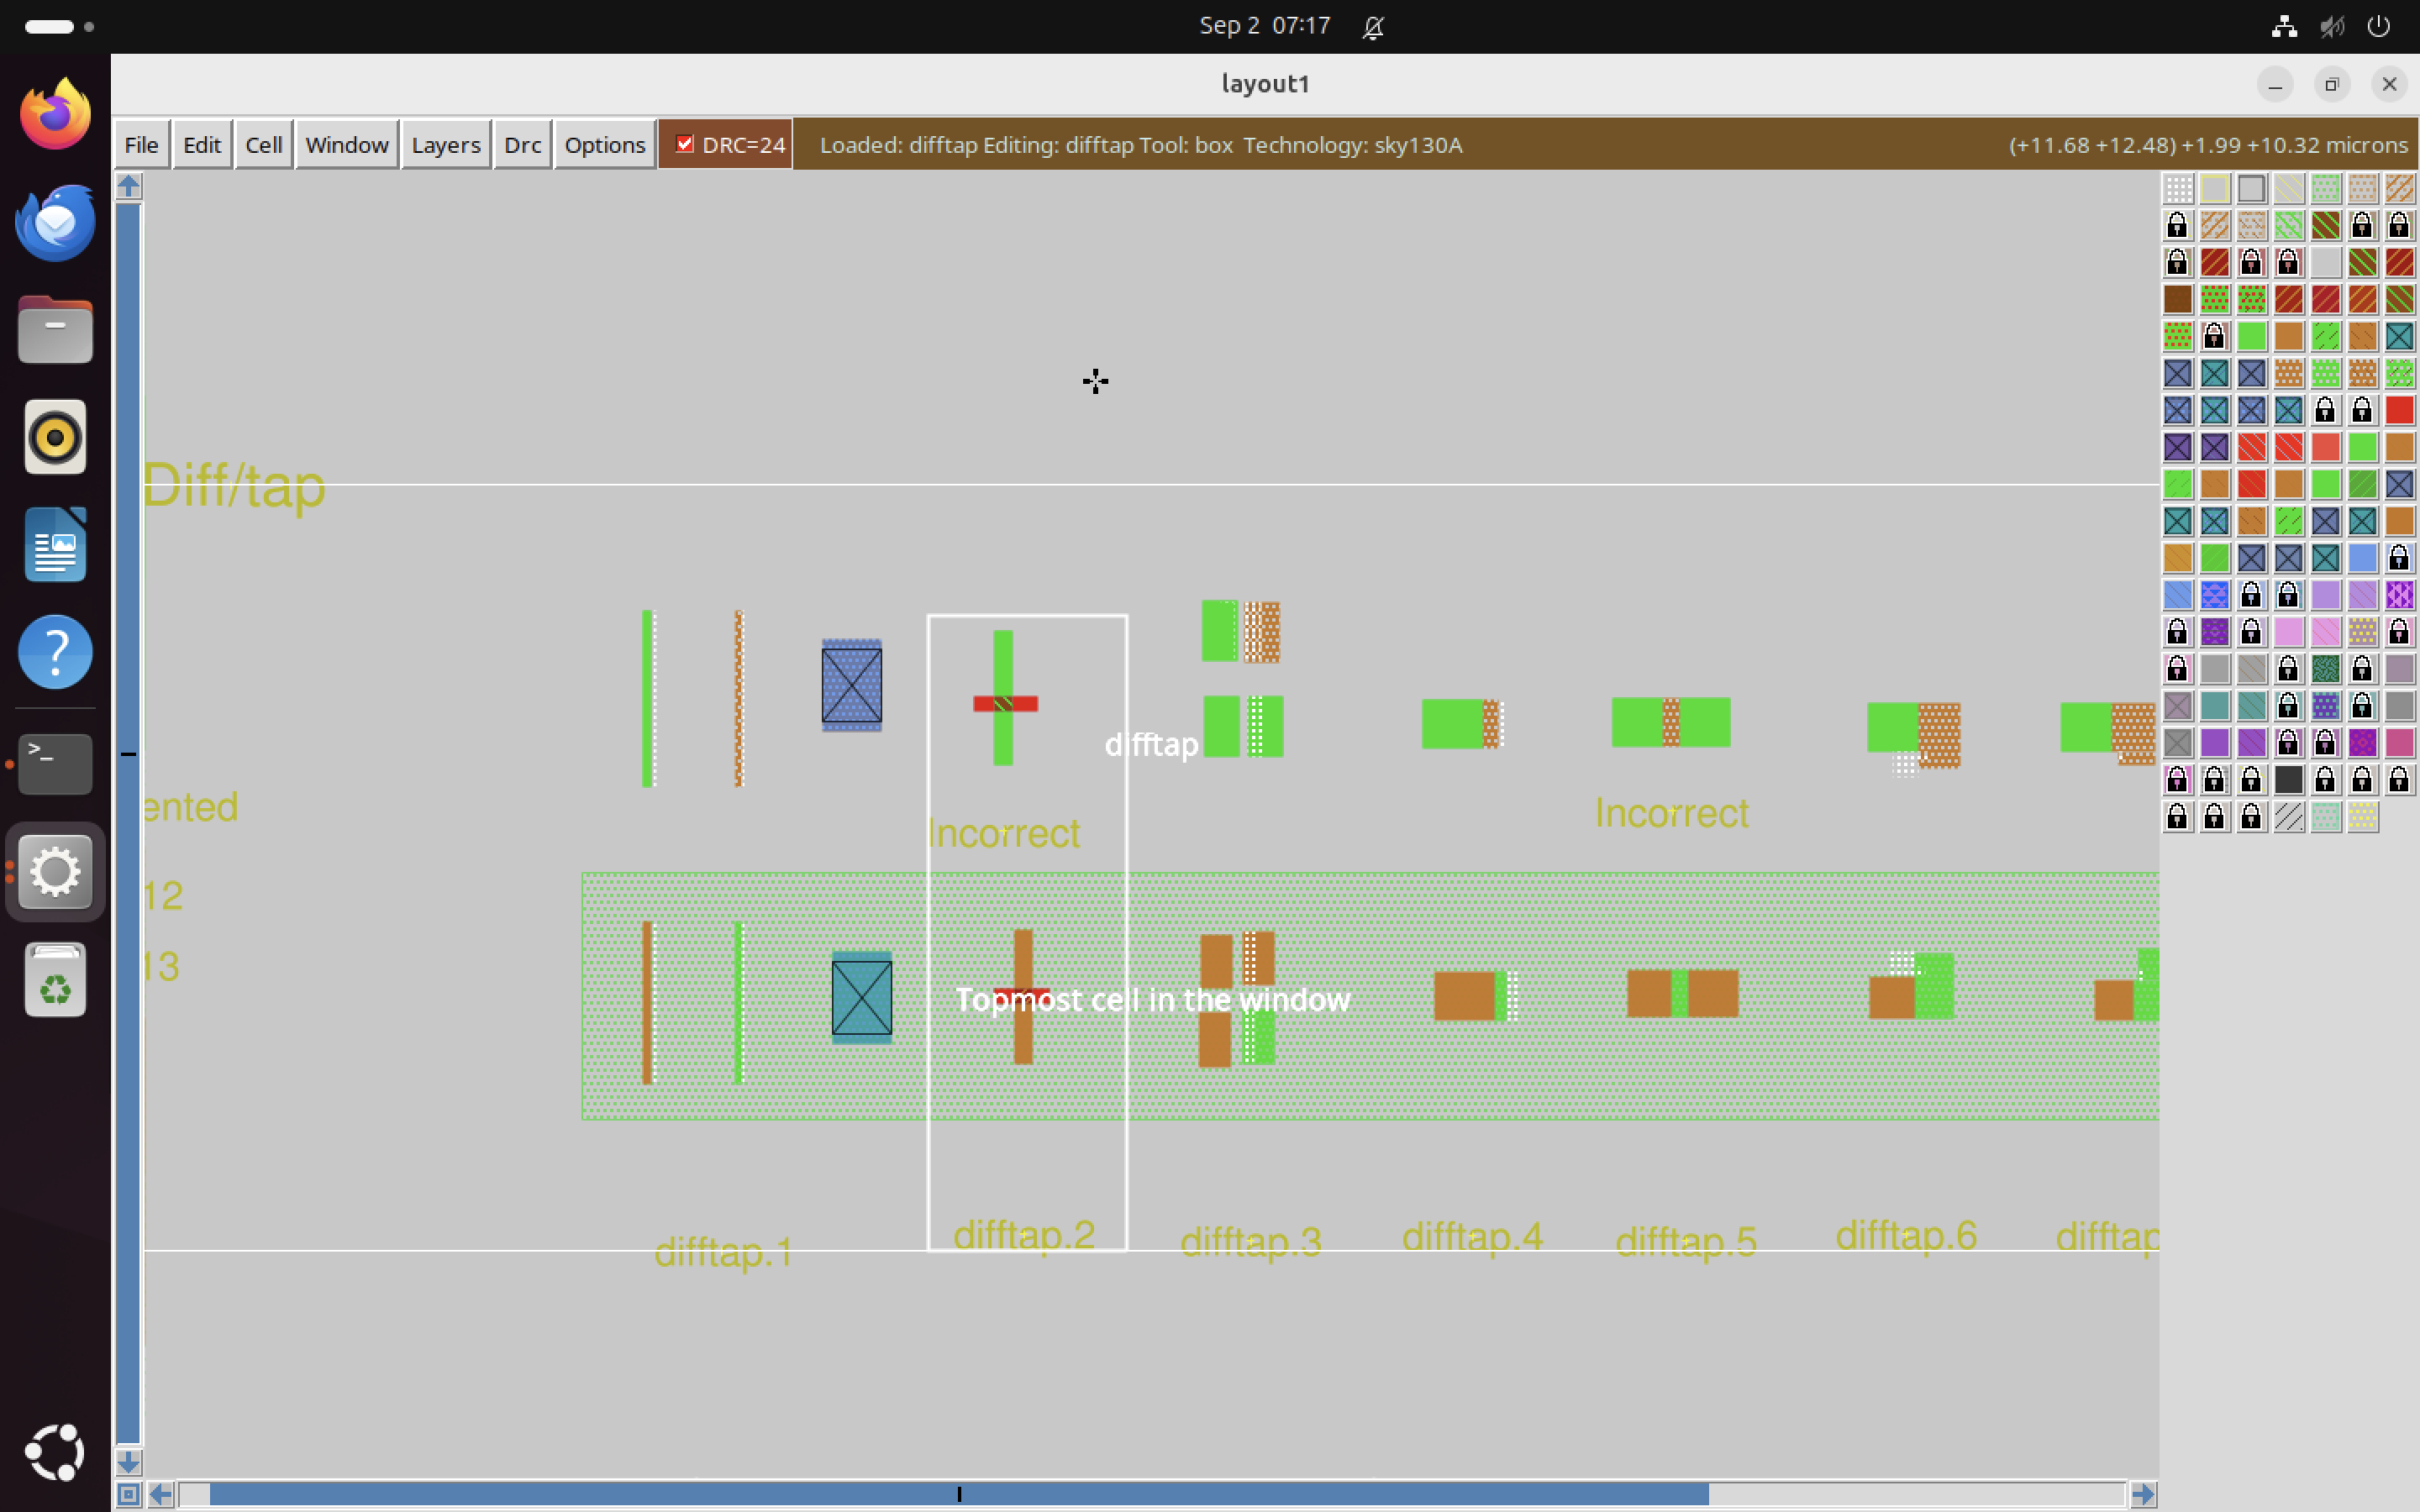 Sep 2 07:17
layout1
File Edit Cell Window Layers Drc Options DRC=24 Loaded: difftap Editing: difftap Tool: box Technology: sky130A (+11.68 +12.48) +1.99 +10.32 microns
Diff/tap
difftap
ented
Incorrect
Incorrect
12
13
Topmost cell in the window
difftap.1
difftap.2
difftap.3
difftap.4
difftap.5
difftap.6
difftap